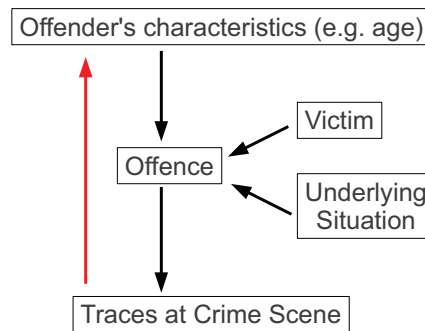 Offender's characteristics (e.g. age)
Victim
Offence
Underlying
Situation
Traces at Crime Scene